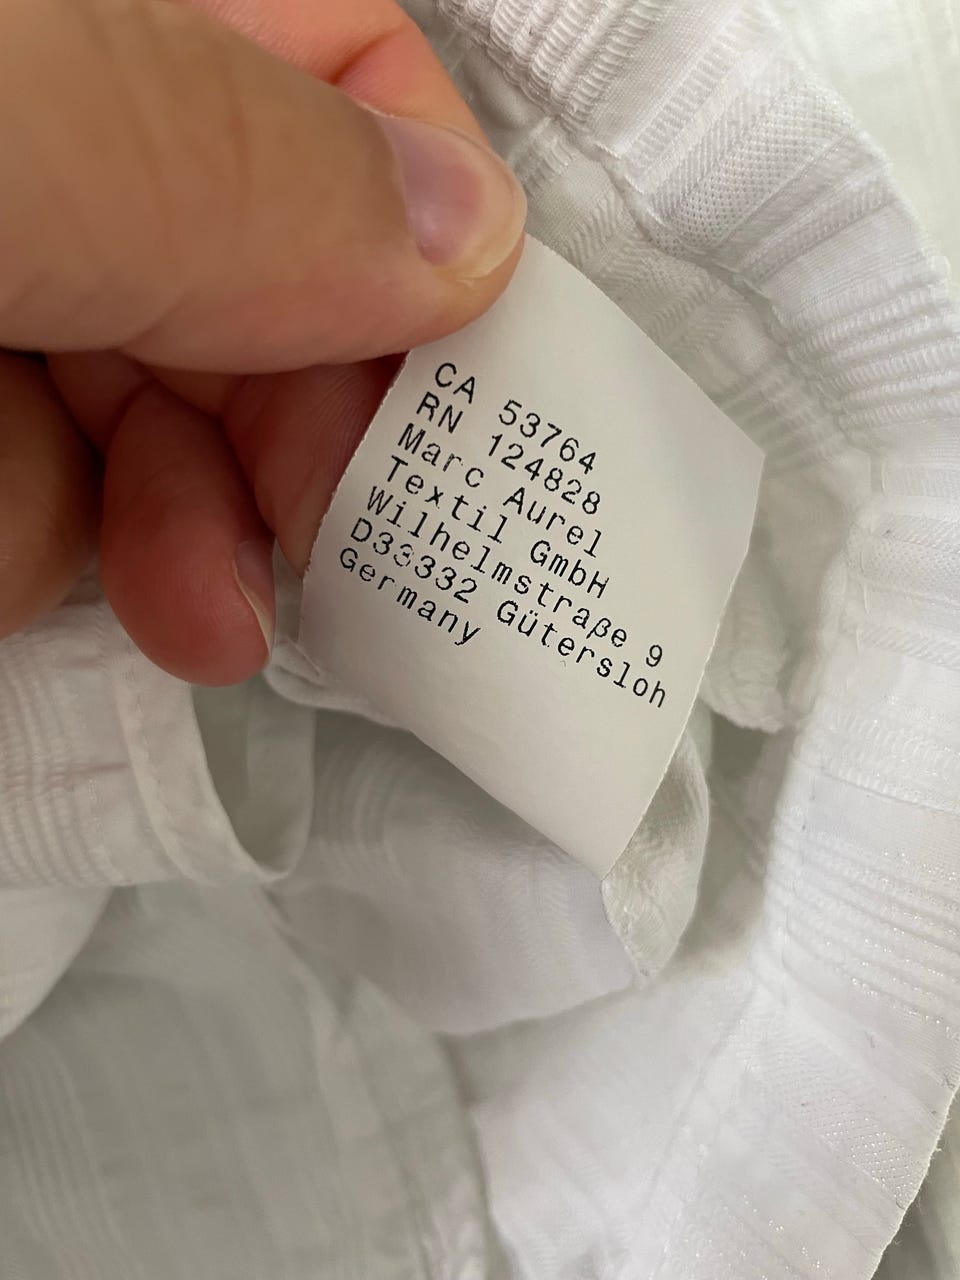 CA 53764
RN 124828
Marc Aurel
Textil GmbH
Wilhelmstraße 9
D33332 Gütersloh
Germany